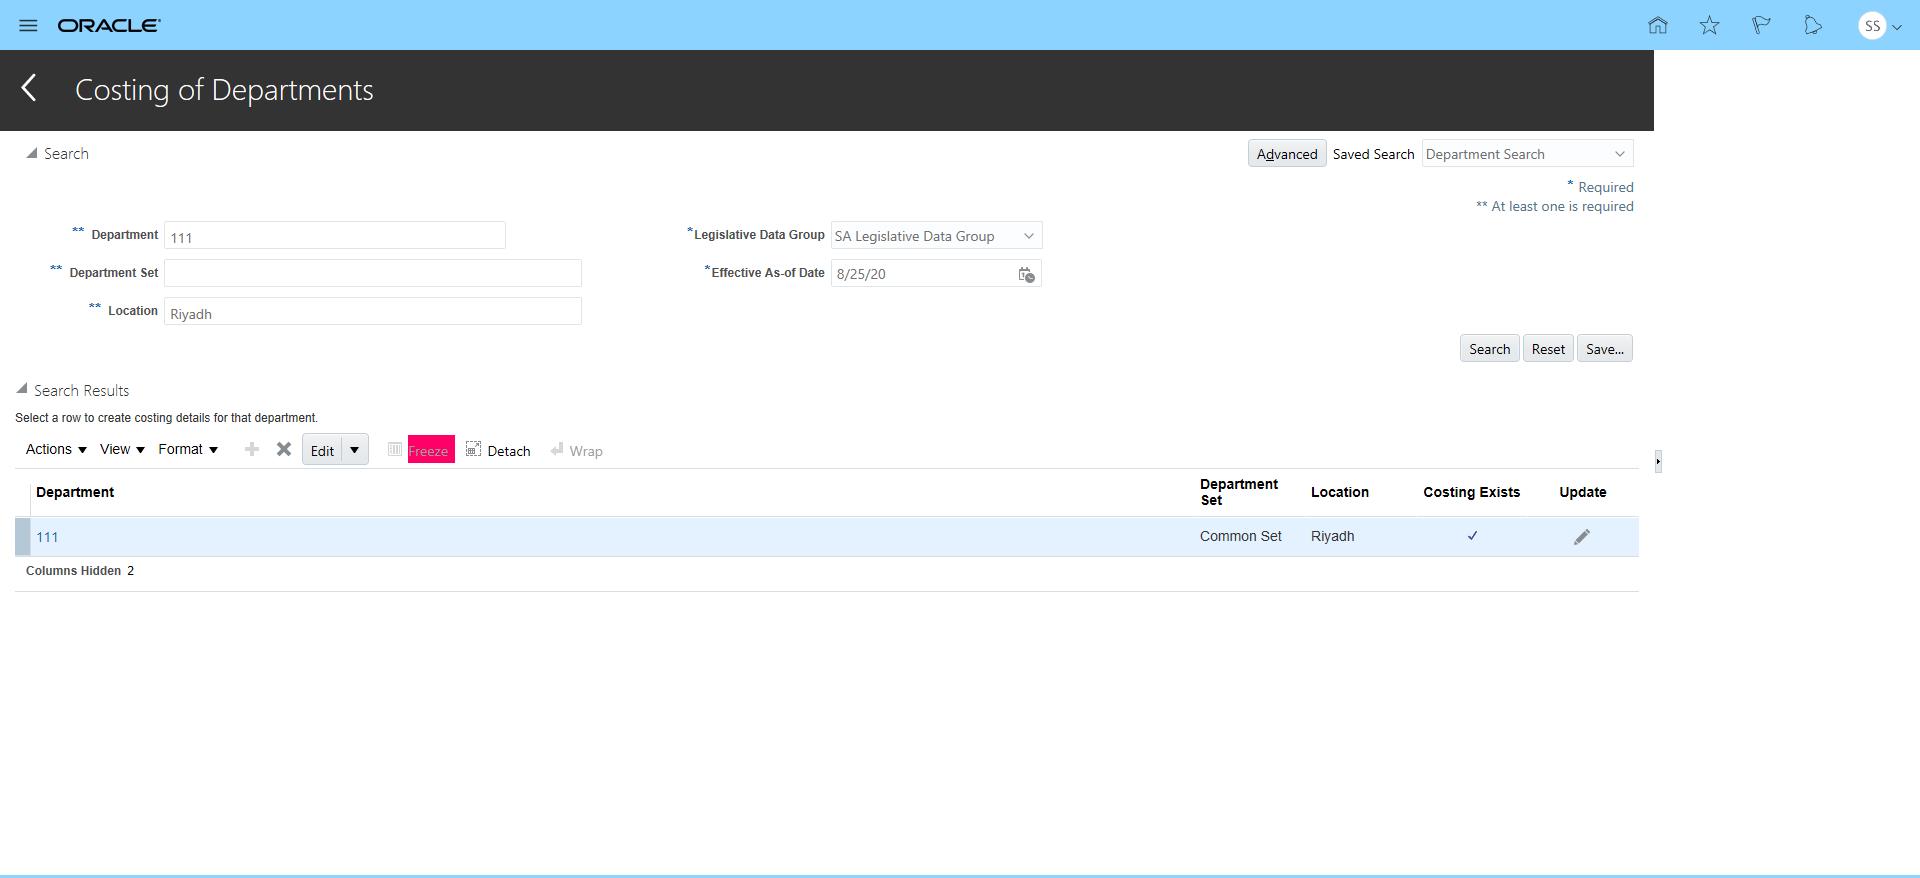 ORACLE
SS
Costing of Departments
Search
Advanced Saved Search Department Search
* Required
** At least one is required
** Department 111 *Legislative Data Group SA Legislative Data Group
** Department Set *Effective As-of Date 8/25/20
** Location Riyadh
Search Reset Save...
Search Results
Select a row to create costing details for that department.
Actions View Format Edit Freeze Detach Wrap
Department Department Set Location Costing Exists Update
111 Common Set Riyadh
Columns Hidden 2